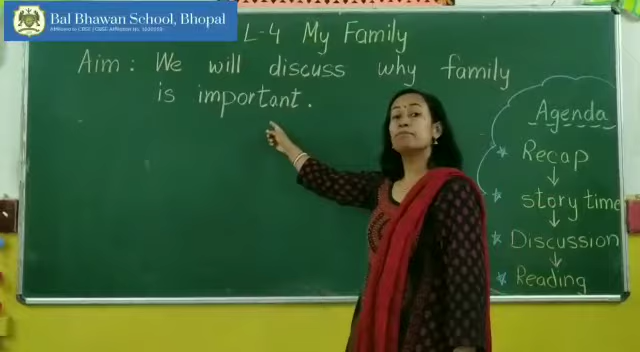 Bal Bhawan School, Bhopal
L-4 My Family
Aim : We will discuss why family
is important.
Agenda
Recap
story time
Discussion
Reading